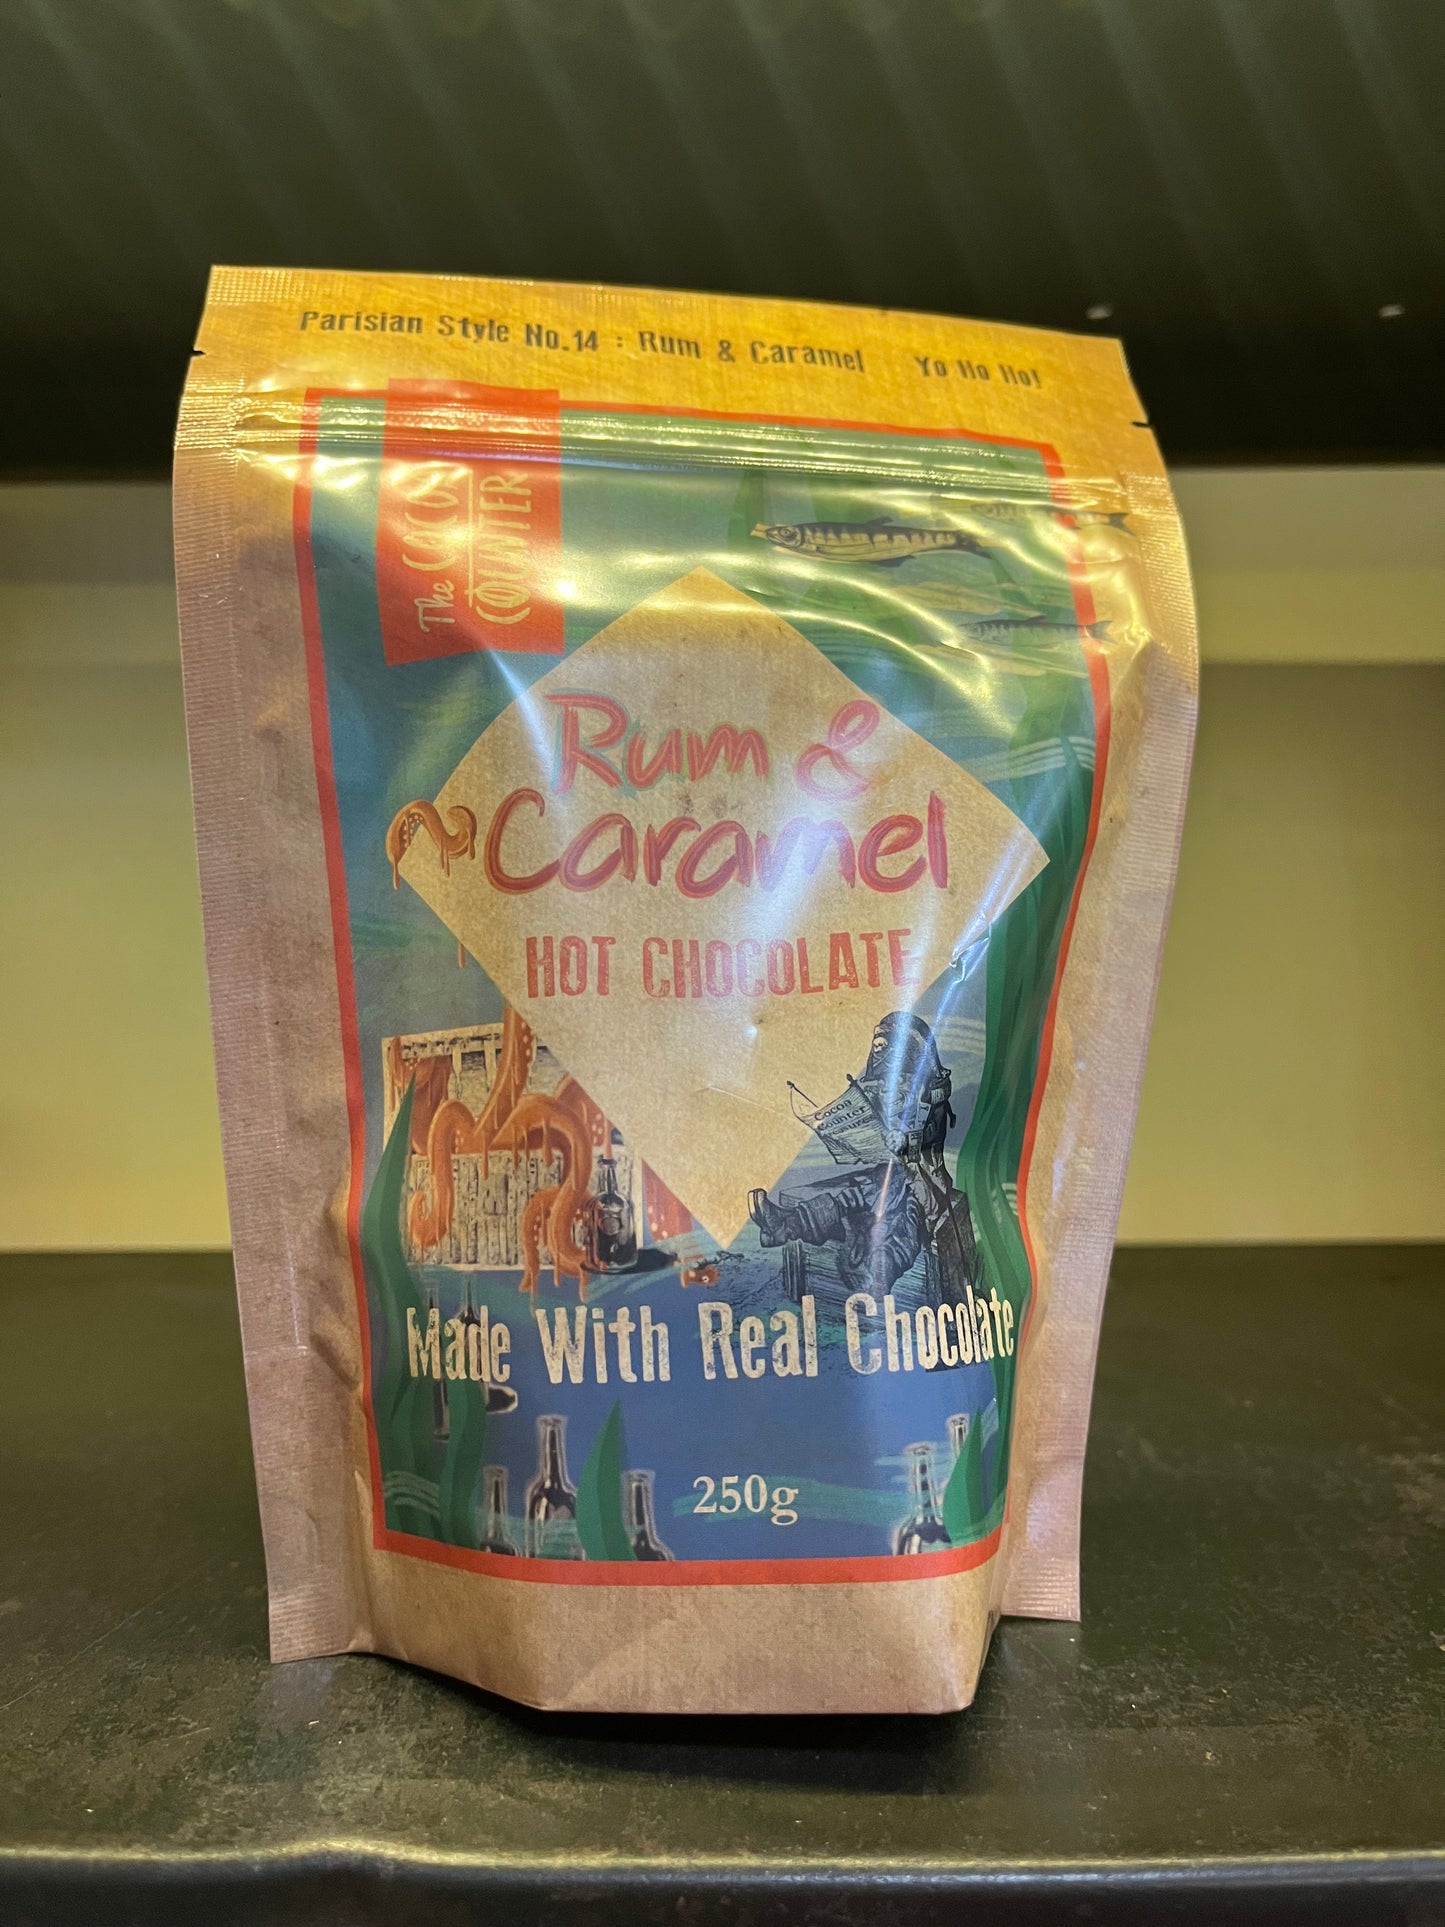 Parisian Style No.14 : Rum & Caramel Yo Ho Ho!
The COCOA
COUNTER
Rum &
Caramel
HOT CHOCOLATE
Cocoa
Counter
Treasures
Made With Real Chocolate
250g